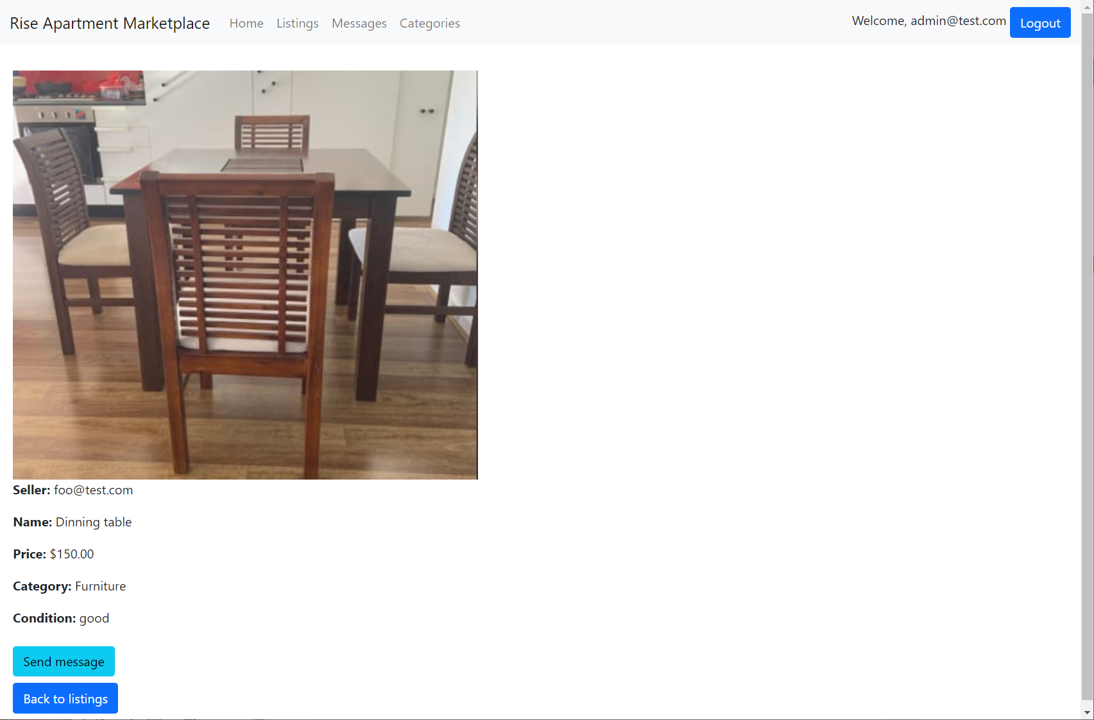 Rise Apartment Marketplace Home Listings Messages Categories Welcome, admin@test.com Logout
Seller: foo@test.com
Name: Dinning table
Price: $150.00
Category: Furniture
Condition: good
Send message
Back to listings